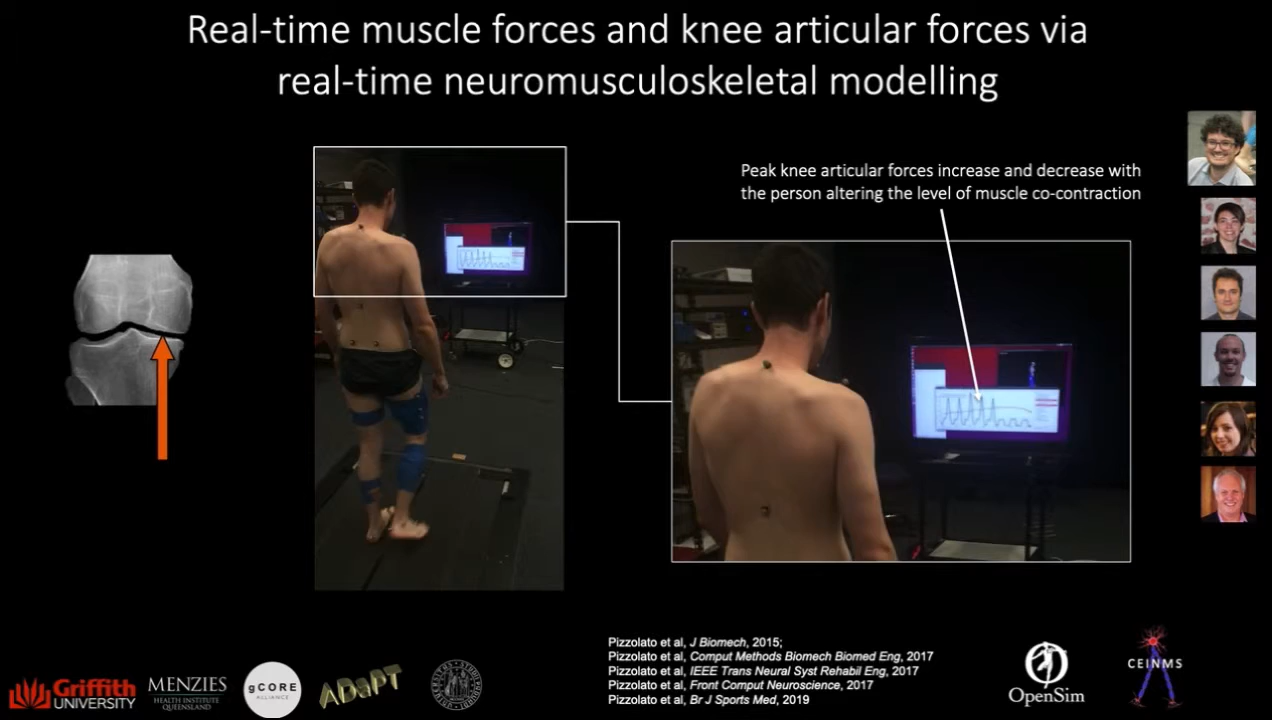 Real-time muscle forces and knee articular forces via
real-time neuromusculoskeletal modelling
Peak knee articular forces increase and decrease with
the person altering the level of muscle co-contraction
Pizzolato et al, J Biomech, 2015;
Pizzolato et al, Comput Methods Biomech Biomed Eng, 2017
Pizzolato et al, IEEE Trans Neural Syst Rehabil Eng, 2017
Pizzolato et al, Front Comput Neuroscience, 2017
Pizzolato et al, Br J Sports Med, 2019
Griffith
UNIVERSITY
MENZIES
HEALTH INSTITUTE
QUEENSLAND
gCORE
ALLIANCE
ADaPT
OpenSim
CEINMS